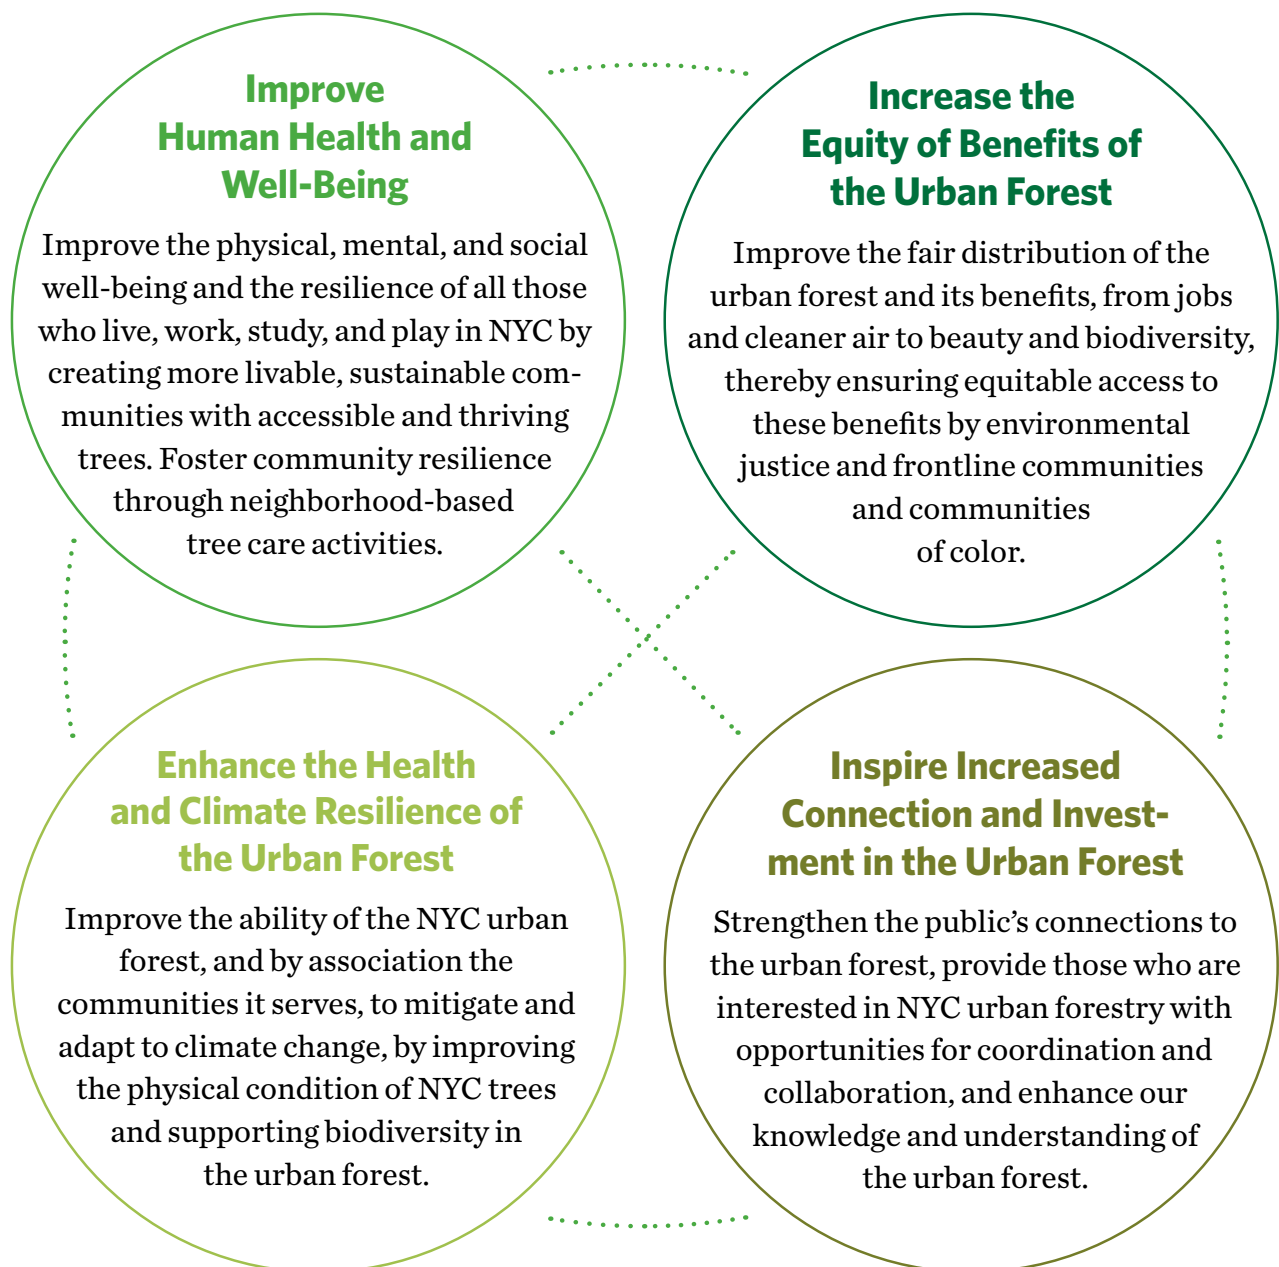 Improve
Human Health and
Well-Being
Improve the physical, mental, and social
well-being and the resilience of all those
who live, work, study, and play in NYC by
creating more livable, sustainable com-
munities with accessible and thriving
trees. Foster community resilience
through neighborhood-based
tree care activities.
Increase the
Equity of Benefits of
the Urban Forest
Improve the fair distribution of the
urban forest and its benefits, from jobs
and cleaner air to beauty and biodiversity,
thereby ensuring equitable access to
these benefits by environmental
justice and frontline communities
and communities
of color.
Enhance the Health
and Climate Resilience of
the Urban Forest
Improve the ability of the NYC urban
forest, and by association the
communities it serves, to mitigate and
adapt to climate change, by improving
the physical condition of NYC trees
and supporting biodiversity in
the urban forest.
Inspire Increased
Connection and Invest-
ment in the Urban Forest
Strengthen the public’s connections to
the urban forest, provide those who are
interested in NYC urban forestry with
opportunities for coordination and
collaboration, and enhance our
knowledge and understanding of
the urban forest.